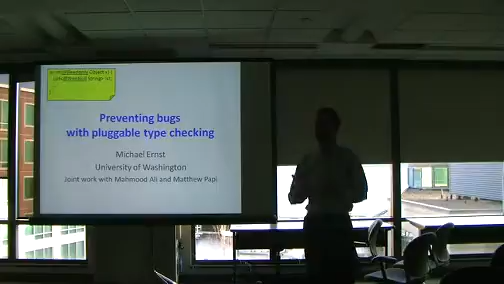 Preventing bugs
with pluggable type checking
Michael Ernst
University of Washington
Joint work with Mahmood Ali and Matthew Papi